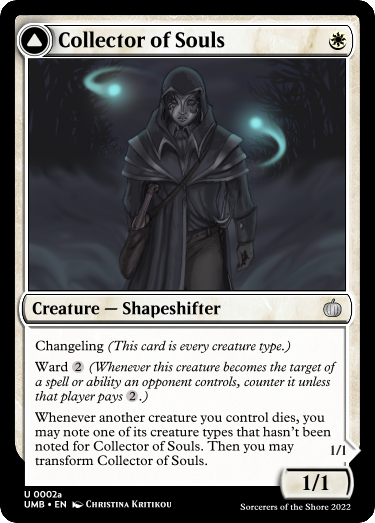 Collector of Souls
Creature — Shapeshifter
Changeling (This card is every creature type.)
Ward 2 (Whenever this creature becomes the target
of a spell or ability an opponent controls, counter it unless
that player pays 2.)
Whenever another creature you control dies, you
may note one of its creature types that hasn't been
noted for Collector of Souls. Then you may
transform Collector of Souls.
1/1
1/1
U 0002a
UMB • EN Christina Kritikou
Sorcerers of the Shore 2022